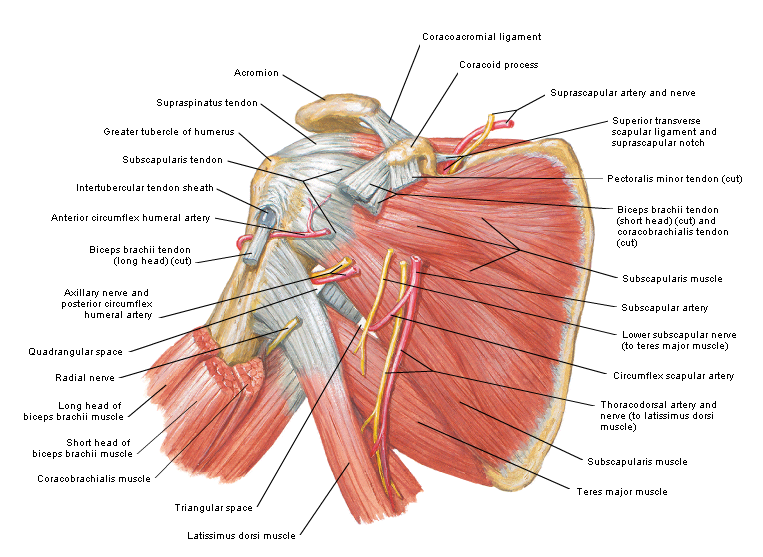 Coracoacromial ligament
Coracoid process
Acromion
Suprascapular artery and nerve
Supraspinatus tendon
Superior transverse
scapular ligament and
suprascapular notch
Greater tubercle of humerus
Subscapularis tendon
Pectoralis minor tendon (cut)
Intertubercular tendon sheath
Biceps brachii tendon
(short head) (cut) and
coracobrachialis tendon
(cut)
Anterior circumflex humeral artery
Biceps brachii tendon
(long head) (cut)
Subscapularis muscle
Axillary nerve and
posterior circumflex
humeral artery
Subscapular artery
Lower subscapular nerve
(to teres major muscle)
Quadrangular space
Radial nerve
Circumflex scapular artery
Long head of
biceps brachii muscle
Thoracodorsal artery and
nerve (to latissimus dorsi
muscle)
Short head of
biceps brachii muscle
Subscapularis muscle
Coracobrachialis muscle
Teres major muscle
Triangular space
Latissimus dorsi muscle